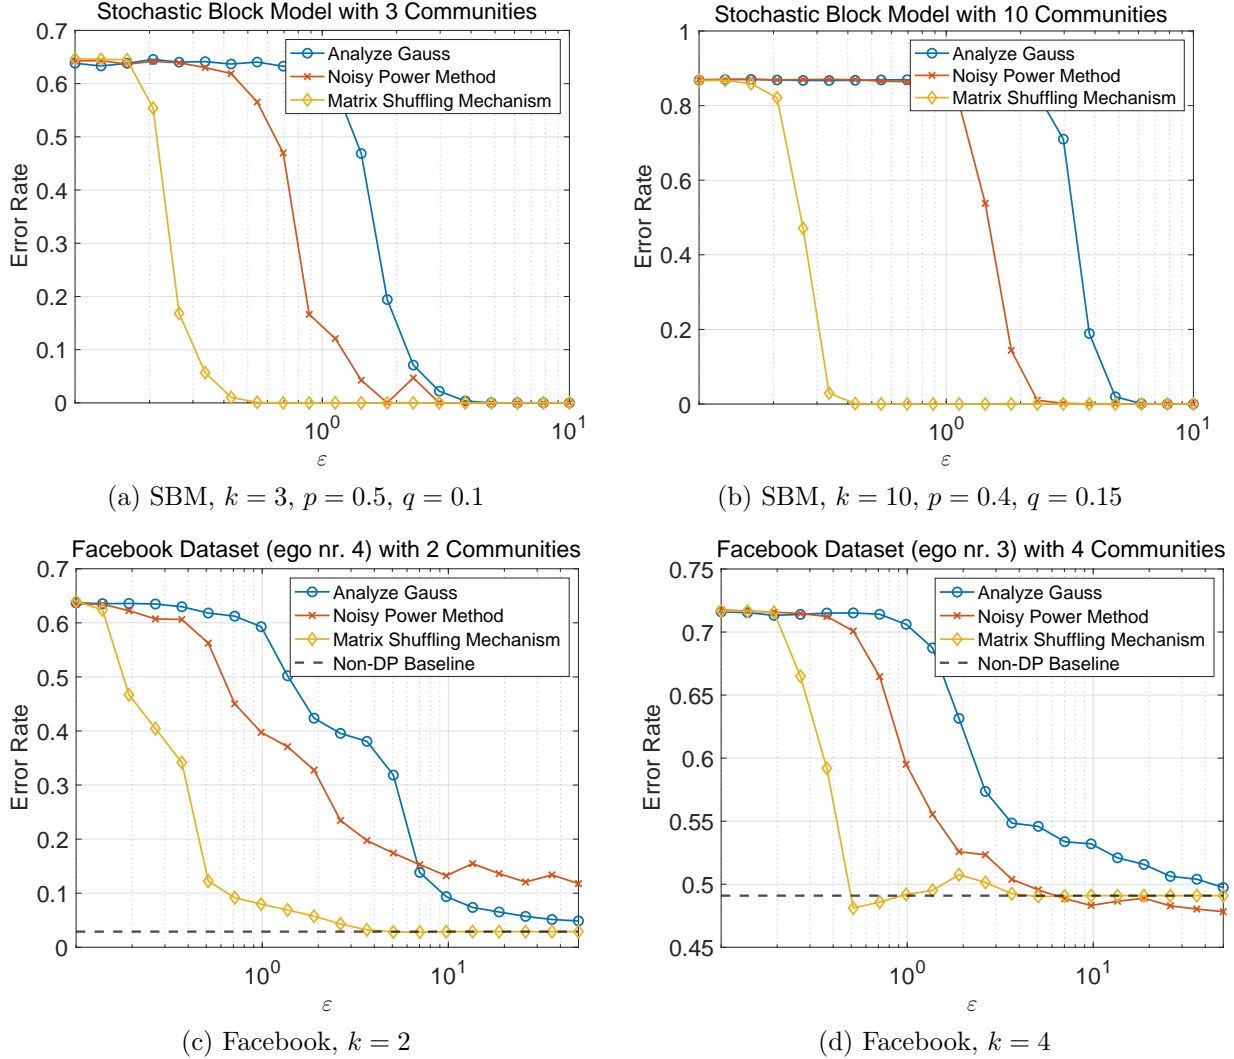 Stochastic Block Model with 3 Communities
0.7
0.6
0.5
0.4
0.3
0.2
0.1
0
Error Rate
Analyze Gauss
Noisy Power Method
Matrix Shuffling Mechanism
10^0
10^1
ε
(a) SBM, k = 3, p = 0.5, q = 0.1
Stochastic Block Model with 10 Communities
1
0.8
0.6
0.4
0.2
0
Error Rate
Analyze Gauss
Noisy Power Method
Matrix Shuffling Mechanism
10^0
10^1
ε
(b) SBM, k = 10, p = 0.4, q = 0.15
Facebook Dataset (ego nr. 4) with 2 Communities
0.7
0.6
0.5
0.4
0.3
0.2
0.1
0
Error Rate
Analyze Gauss
Noisy Power Method
Matrix Shuffling Mechanism
Non-DP Baseline
10^0
10^1
ε
(c) Facebook, k = 2
Facebook Dataset (ego nr. 3) with 4 Communities
0.75
0.7
0.65
0.6
0.55
0.5
0.45
Error Rate
Analyze Gauss
Noisy Power Method
Matrix Shuffling Mechanism
Non-DP Baseline
10^0
10^1
ε
(d) Facebook, k = 4